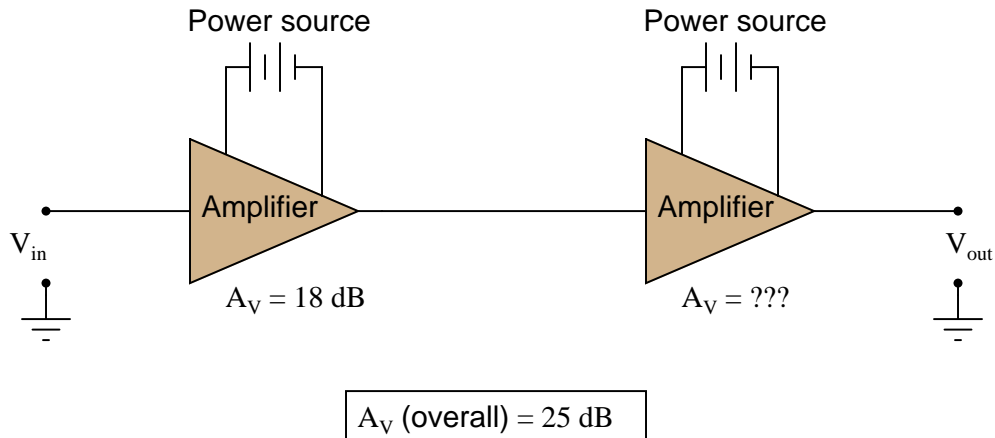 Power source Power source
Amplifier Amplifier
V_in V_out
A_V = 18 dB A_V = ???
A_V (overall) = 25 dB